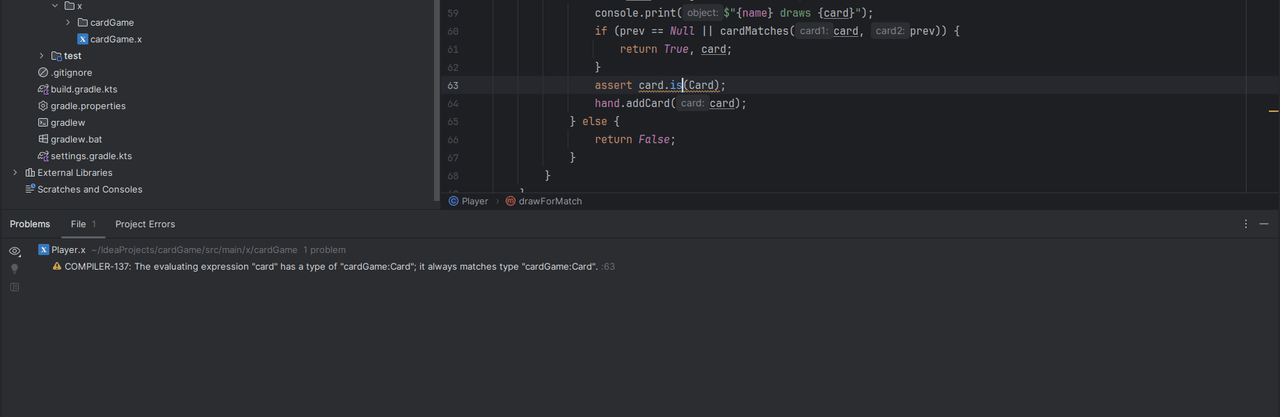 x
cardGame
cardGame.x
test
.gitignore
build.gradle.kts
gradle.properties
gradlew
gradlew.bat
settings.gradle.kts
External Libraries
Scratches and Consoles
59 console.print( object: $"{name} draws {card}");
60 if (prev == Null || cardMatches( card1: card, card2: prev)) {
61 return True, card;
62 }
63 assert card.is(Card);
64 hand.addCard( card: card);
65 } else {
66 return False;
67 }
68 }
Player > drawForMatch
Problems File 1 Project Errors
Player.x ~/IdeaProjects/cardGame/src/main/x/cardGame 1 problem
COMPILER-137: The evaluating expression "card" has a type of "cardGame:Card"; it always matches type "cardGame:Card". :63